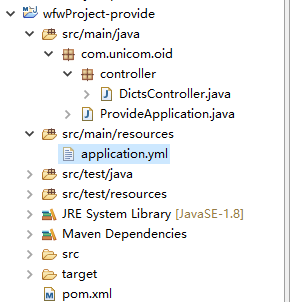 wfwProject-provide
src/main/java
com.unicom.oid
controller
DictsController.java
ProvideApplication.java
src/main/resources
application.yml
src/test/java
src/test/resources
JRE System Library [JavaSE-1.8]
Maven Dependencies
src
target
pom.xml